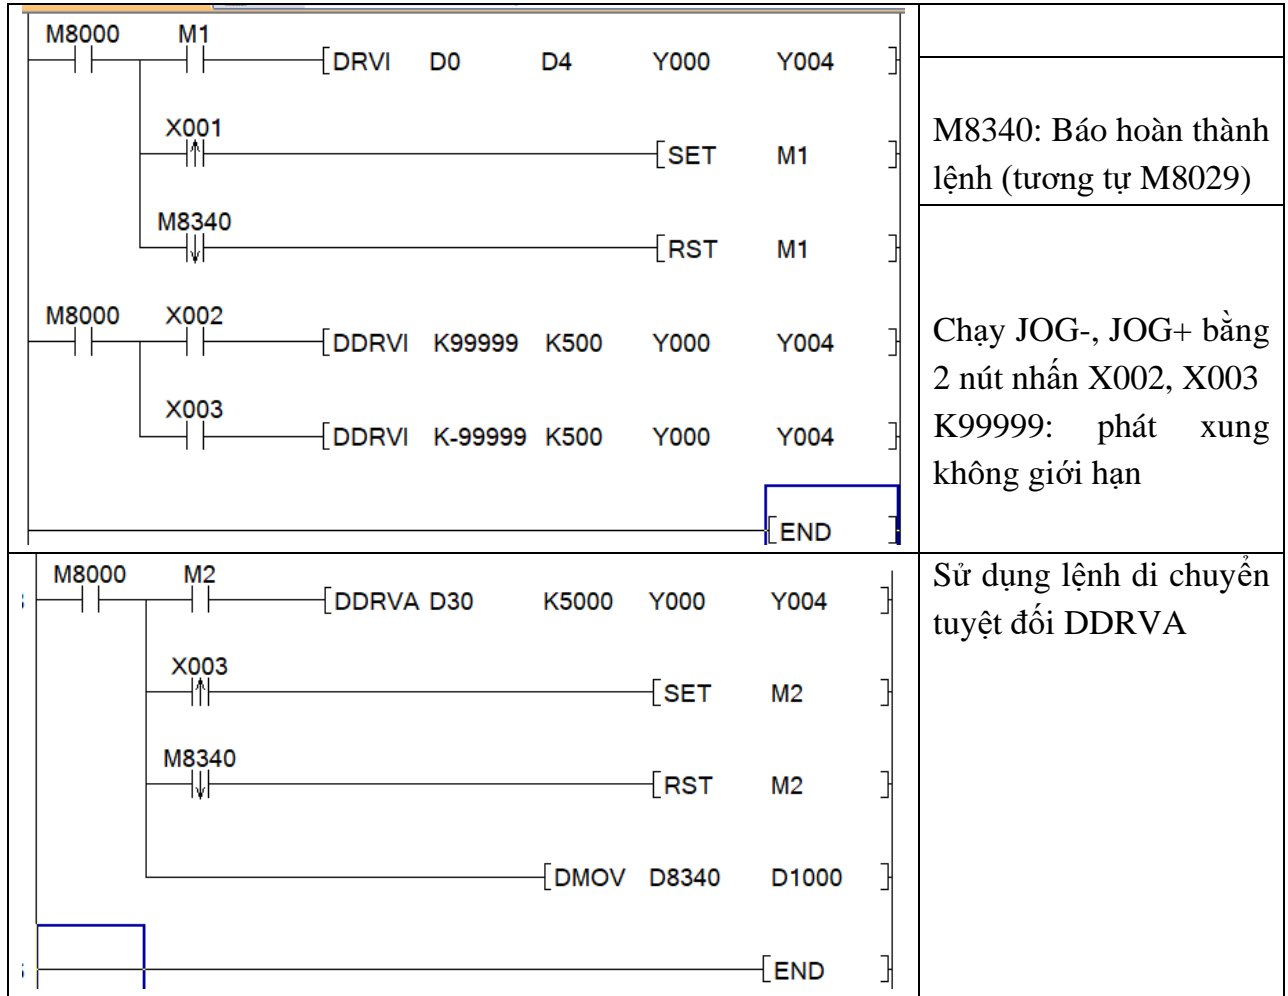 M8000 M1
[DRVI D0 D4 Y000 Y004 ]
X001
[SET M1 ]
M8340
[RST M1 ]
M8000 X002
[DDRVI K99999 K500 Y000 Y004 ]
X003
[DDRVI K-99999 K500 Y000 Y004 ]
[END ]
M8340: Báo hoàn thành
lệnh (tương tự M8029)
Chạy JOG-, JOG+ bằng
2 nút nhấn X002, X003
K99999: phát xung
không giới hạn
M8000 M2
[DDRVA D30 K5000 Y000 Y004 ]
X003
[SET M2 ]
M8340
[RST M2 ]
[DMOV D8340 D1000 ]
[END ]
Sử dụng lệnh di chuyển
tuyệt đối DDRVA